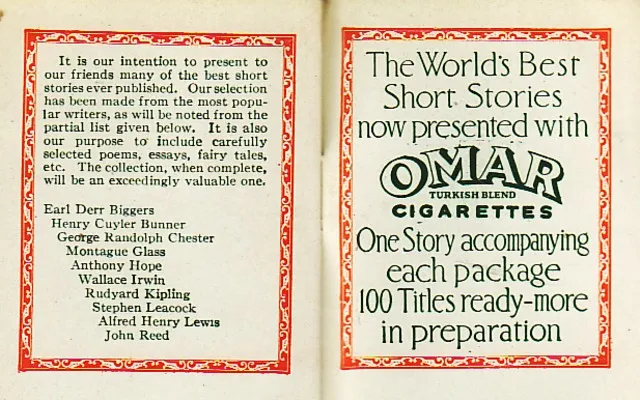 It is our intention to present to
our friends many of the best short
stories ever published. Our selection
has been made from the most popu-
lar writers, as will be noted from the
partial list given below. It is also
our purpose to include carefully
selected poems, essays, fairy tales,
etc. The collection, when complete,
will be an exceedingly valuable one.
Earl Derr Biggers
Henry Cuyler Bunner
George Randolph Chester
Montague Glass
Anthony Hope
Wallace Irwin
Rudyard Kipling
Stephen Leacock
Alfred Henry Lewis
John Reed
The World's Best
Short Stories
now presented with
OMAR
TURKISH BLEND
CIGARETTES
One Story accompanying
each package
100 Titles ready-more
in preparation